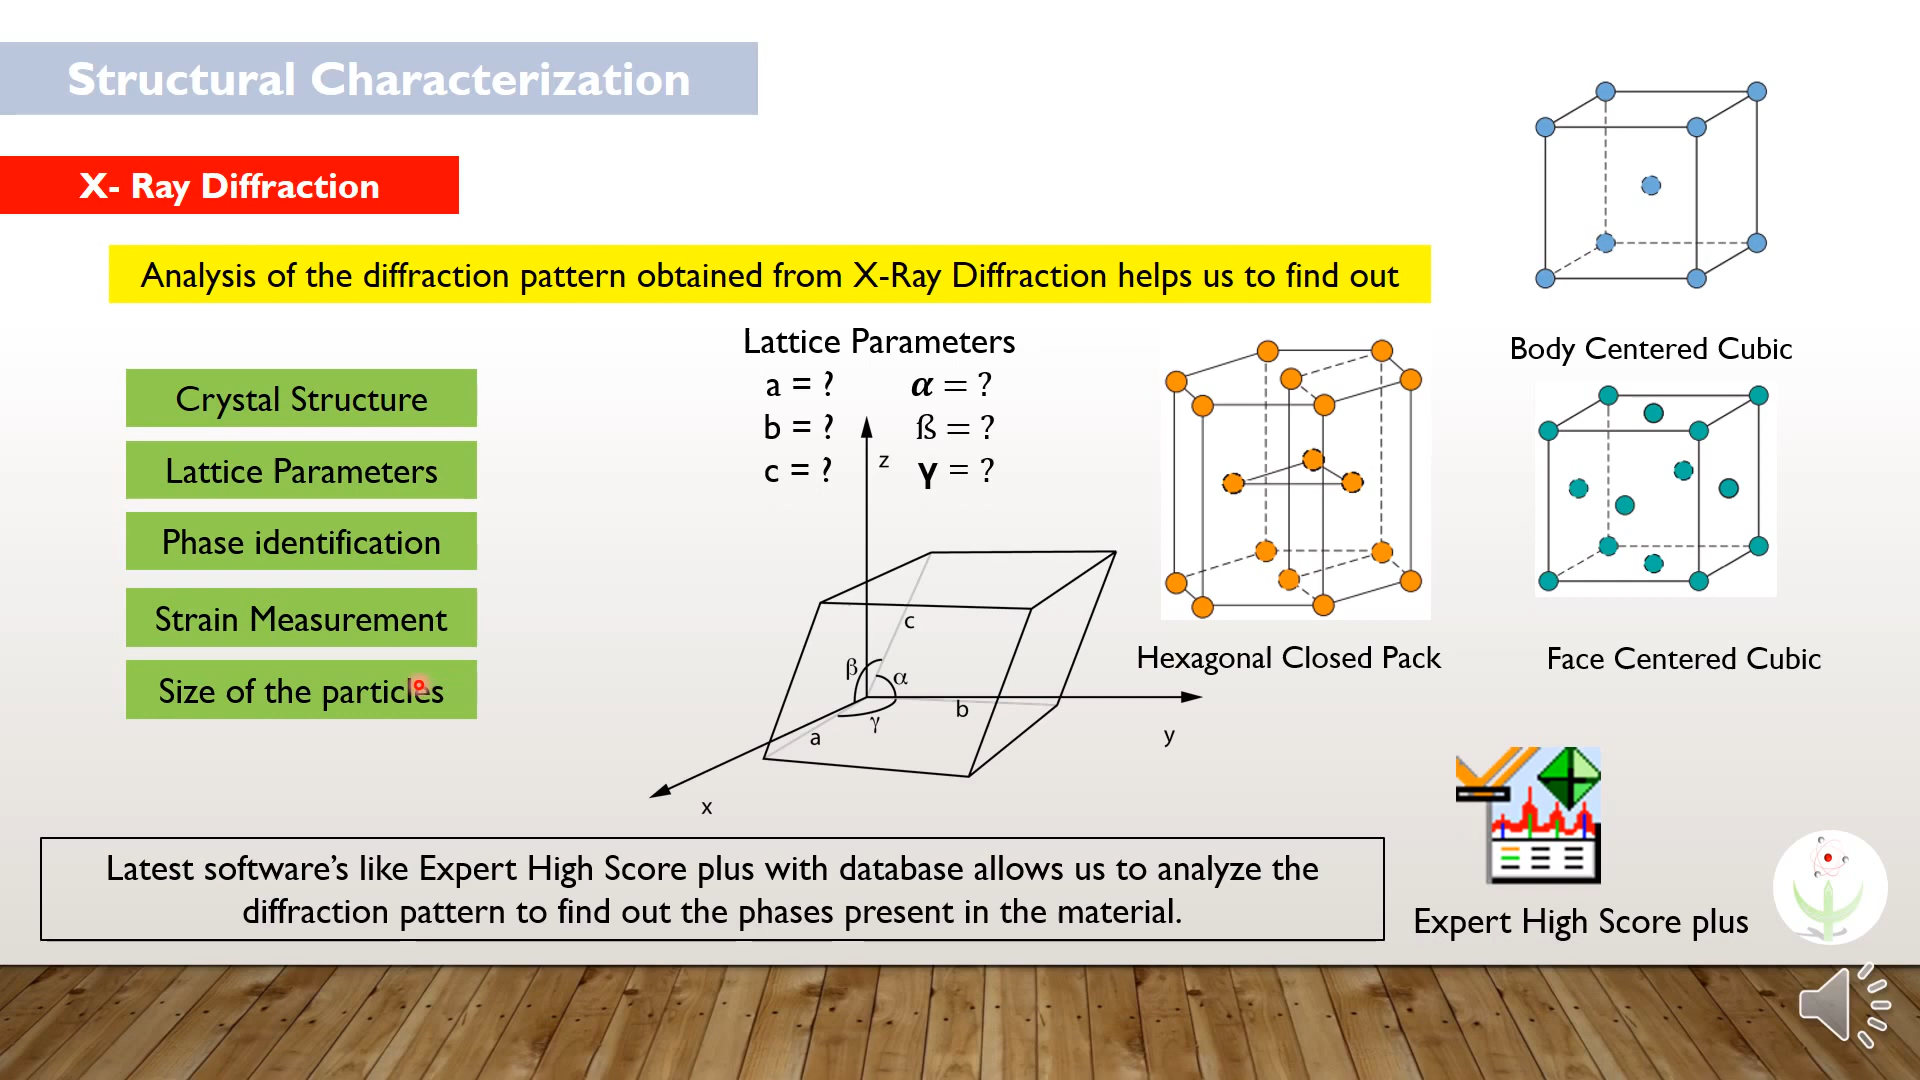 Structural Characterization
X- Ray Diffraction
Analysis of the diffraction pattern obtained from X-Ray Diffraction helps us to find out
Crystal Structure
Lattice Parameters
Phase identification
Strain Measurement
Size of the particles
Lattice Parameters
a = ? α = ?
b = ? ß = ?
c = ? γ = ?
z
c
β
α
b
γ
a
y
x
Body Centered Cubic
Hexagonal Closed Pack
Face Centered Cubic
Latest software’s like Expert High Score plus with database allows us to analyze the
diffraction pattern to find out the phases present in the material.
Expert High Score plus